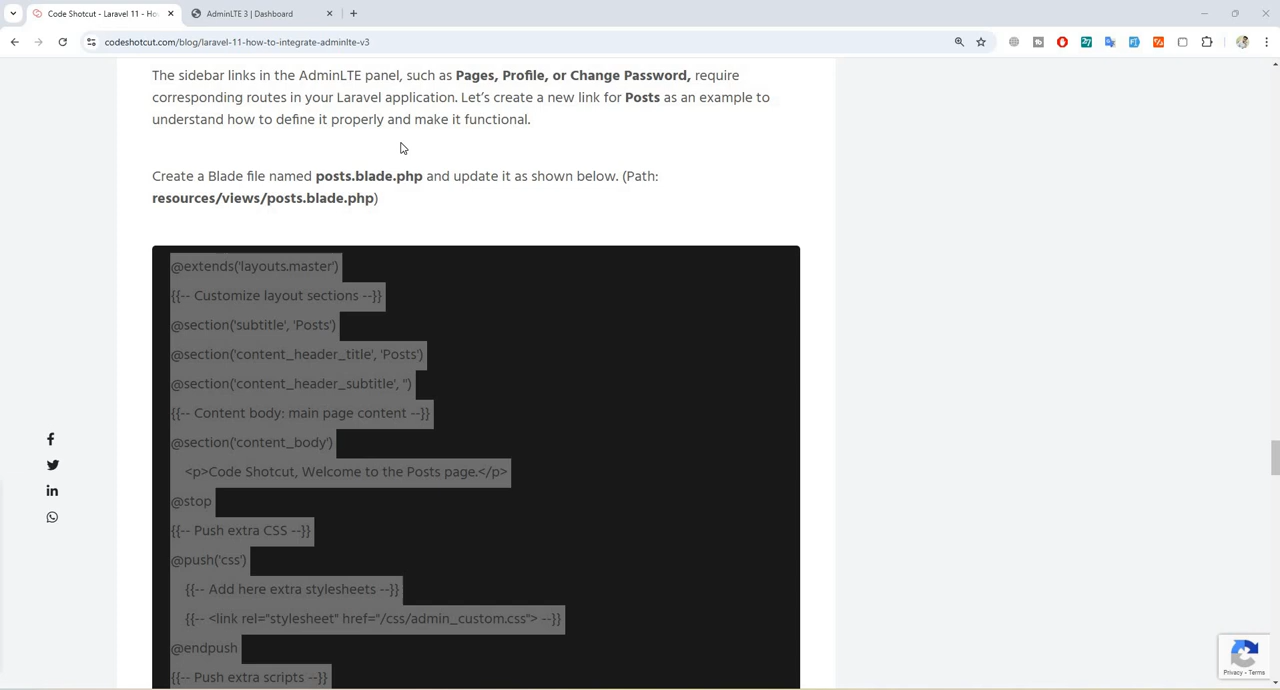 Code Shotcut - Laravel 11 - Ho
AdminLTE 3 | Dashboard
codeshotcut.com/blog/laravel-11-how-to-integrate-adminlte-v3
The sidebar links in the AdminLTE panel, such as Pages, Profile, or Change Password, require
corresponding routes in your Laravel application. Let’s create a new link for Posts as an example to
understand how to define it properly and make it functional.
Create a Blade file named posts.blade.php and update it as shown below. (Path:
resources/views/posts.blade.php)
@extends('layouts.master')
{{-- Customize layout sections --}}
@section('subtitle', 'Posts')
@section('content_header_title', 'Posts')
@section('content_header_subtitle', '')
{{-- Content body: main page content --}}
@section('content_body')
<p>Code Shotcut, Welcome to the Posts page.</p>
@stop
{{-- Push extra CSS --}}
@push('css')
{{-- Add here extra stylesheets --}}
{{-- <link rel="stylesheet" href="/css/admin_custom.css"> --}}
@endpush
{{-- Push extra scripts --}}
Privacy - Terms